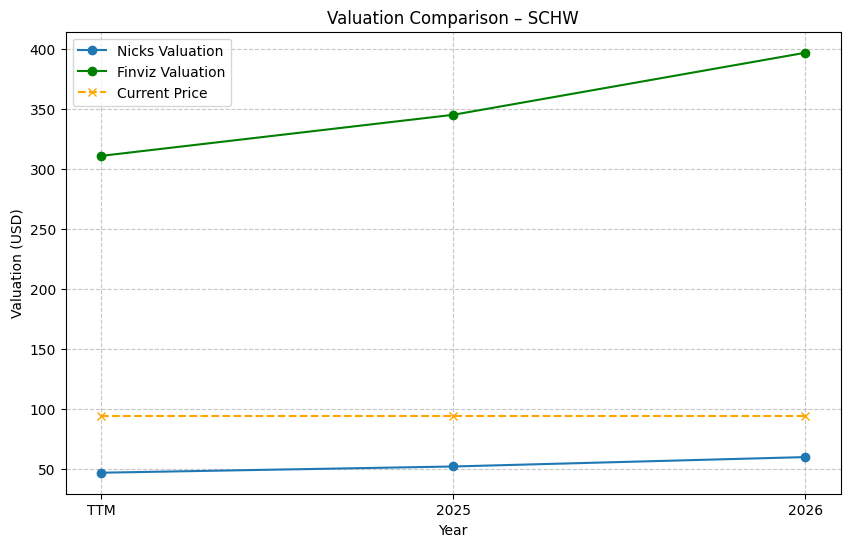 Valuation Comparison – SCHW
Nicks Valuation
Finviz Valuation
Current Price
Valuation (USD)
400
350
300
250
200
150
100
50
TTM
2025
2026
Year